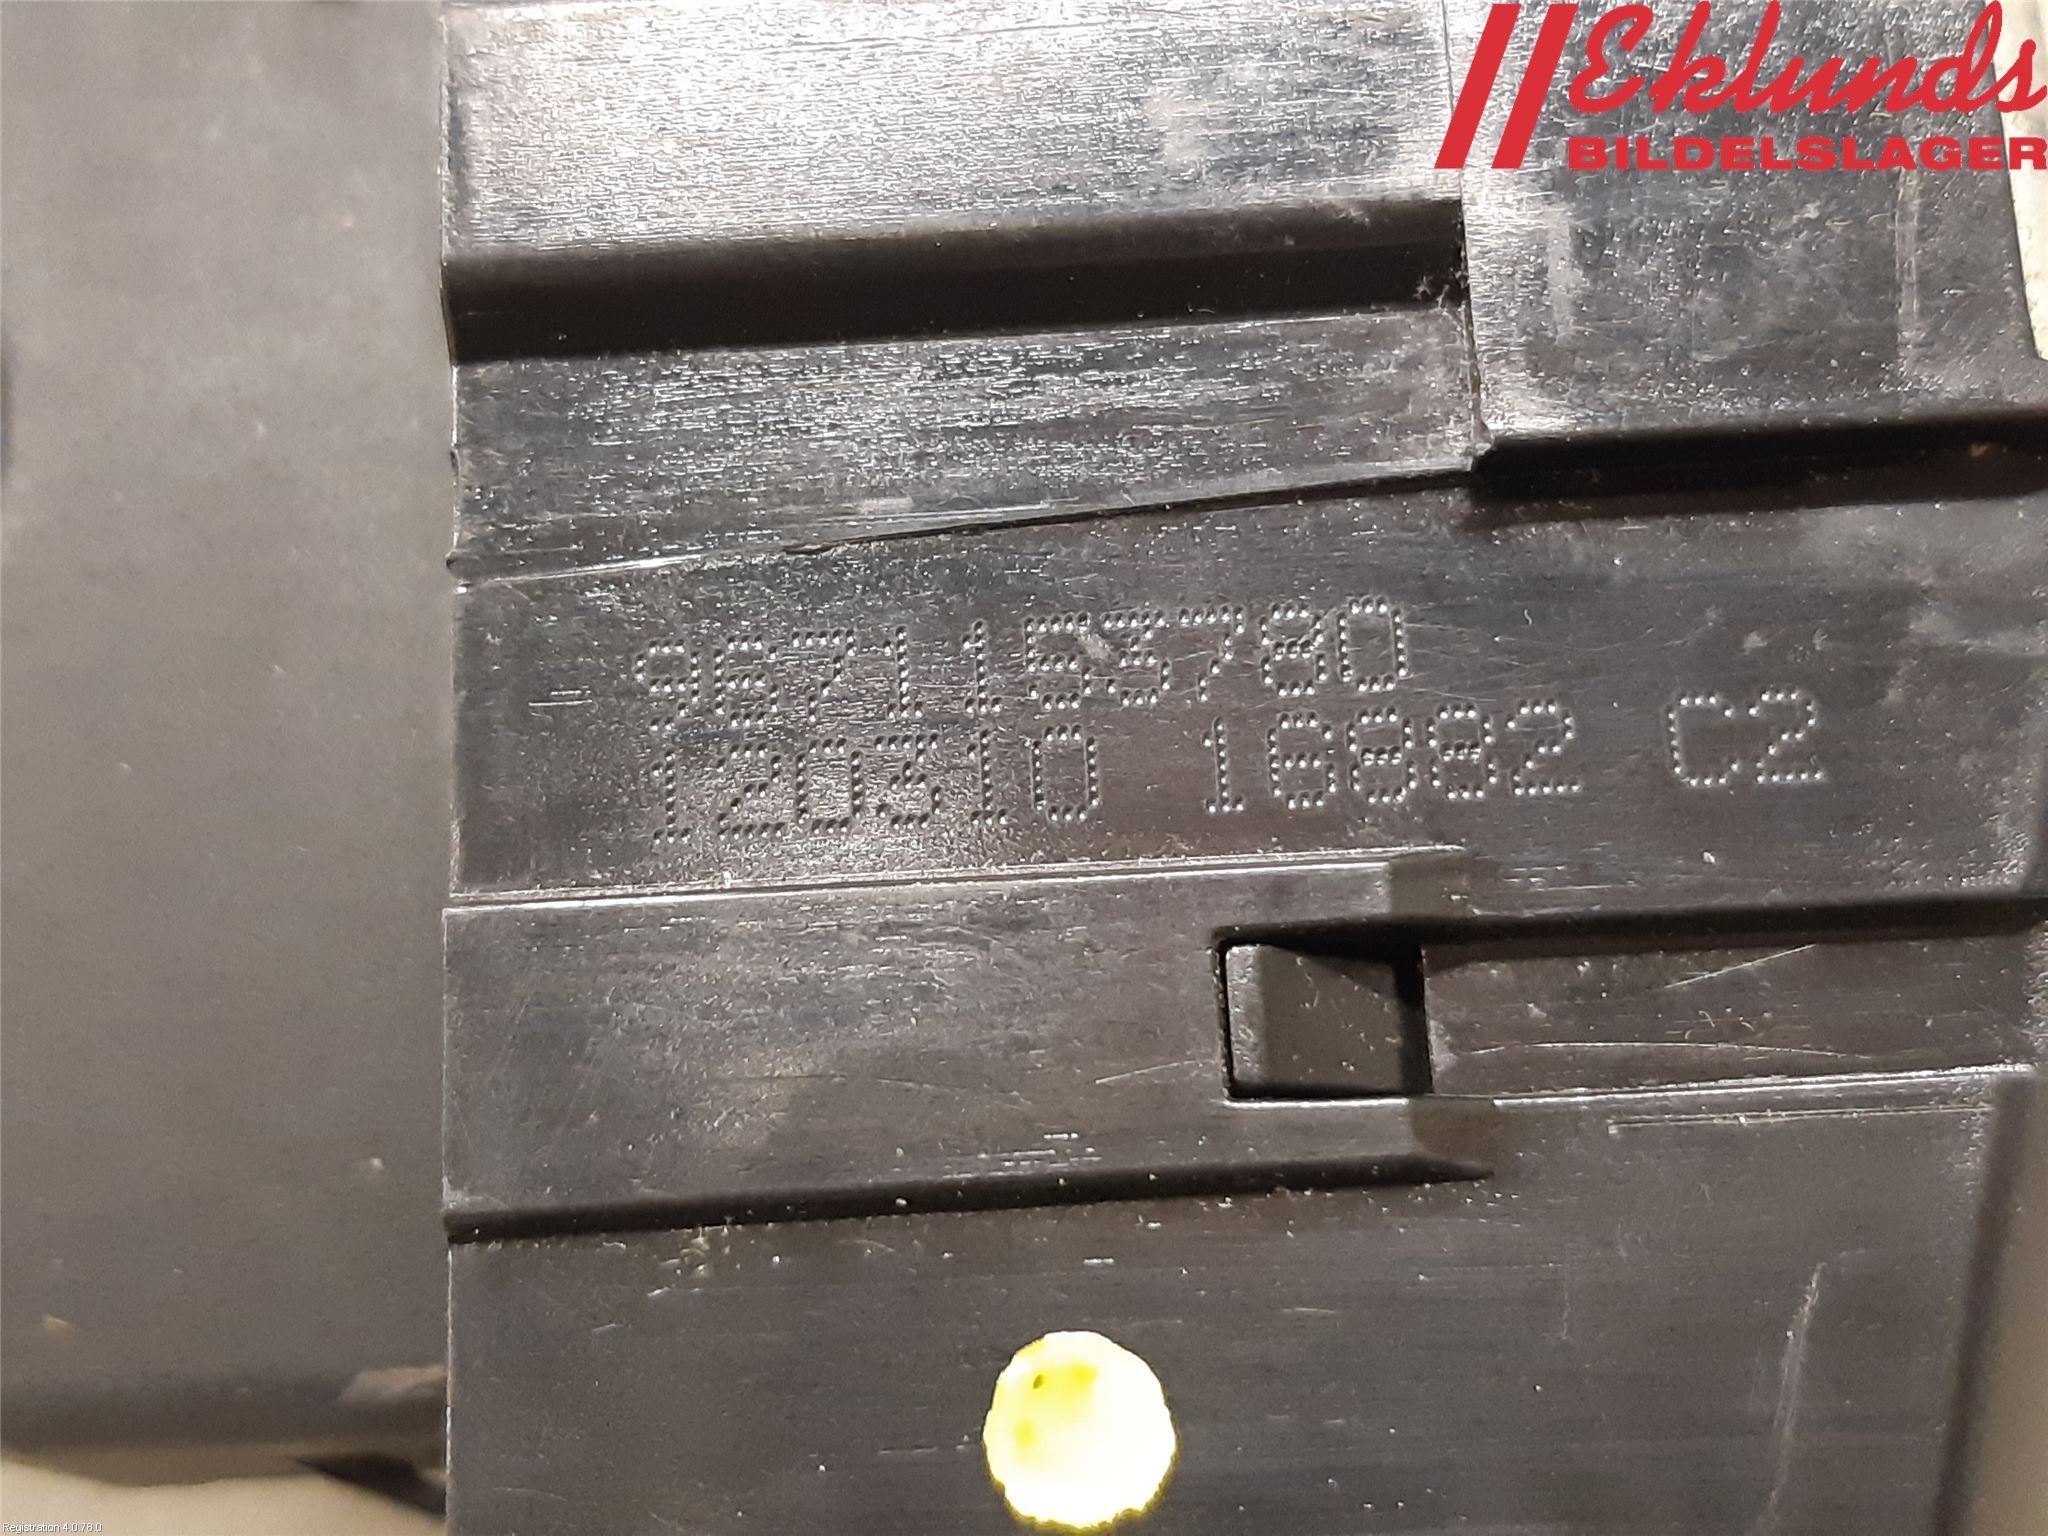 Eklunds
BILDELSLAGER
9671153780
120310 16882 C2
Registration 4.0.78.0